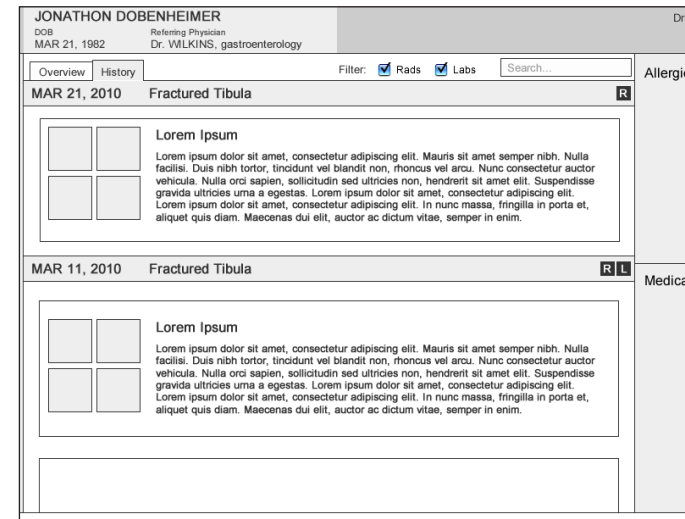 JONATHON DOBENHEIMER
DOB
Referring Physician
MAR 21, 1982
Dr. WILKINS, gastroenterology
Dr
Overview
History
Filter:
Rads
Labs
Search...
Allergi
MAR 21, 2010
Fractured Tibula
R
Lorem Ipsum
Lorem ipsum dolor sit amet, consectetur adipiscing elit. Mauris sit amet semper nibh. Nulla
facilisi. Duis nibh tortor, tincidunt vel blandit non, rhoncus vel arcu. Nunc consectetur auctor
vehicula. Nulla orci sapien, sollicitudin sed ultricies non, hendrerit sit amet elit. Suspendisse
gravida ultricies urna a egestas. Lorem ipsum dolor sit amet, consectetur adipiscing elit.
Lorem ipsum dolor sit amet, consectetur adipiscing elit. In nunc massa, fringilla in porta et,
aliquet quis diam. Maecenas dui elit, auctor ac dictum vitae, semper in enim.
MAR 11, 2010
Fractured Tibula
R L
Medica
Lorem Ipsum
Lorem ipsum dolor sit amet, consectetur adipiscing elit. Mauris sit amet semper nibh. Nulla
facilisi. Duis nibh tortor, tincidunt vel blandit non, rhoncus vel arcu. Nunc consectetur auctor
vehicula. Nulla orci sapien, sollicitudin sed ultricies non, hendrerit sit amet elit. Suspendisse
gravida ultricies urna a egestas. Lorem ipsum dolor sit amet, consectetur adipiscing elit.
Lorem ipsum dolor sit amet, consectetur adipiscing elit. In nunc massa, fringilla in porta et,
aliquet quis diam. Maecenas dui elit, auctor ac dictum vitae, semper in enim.